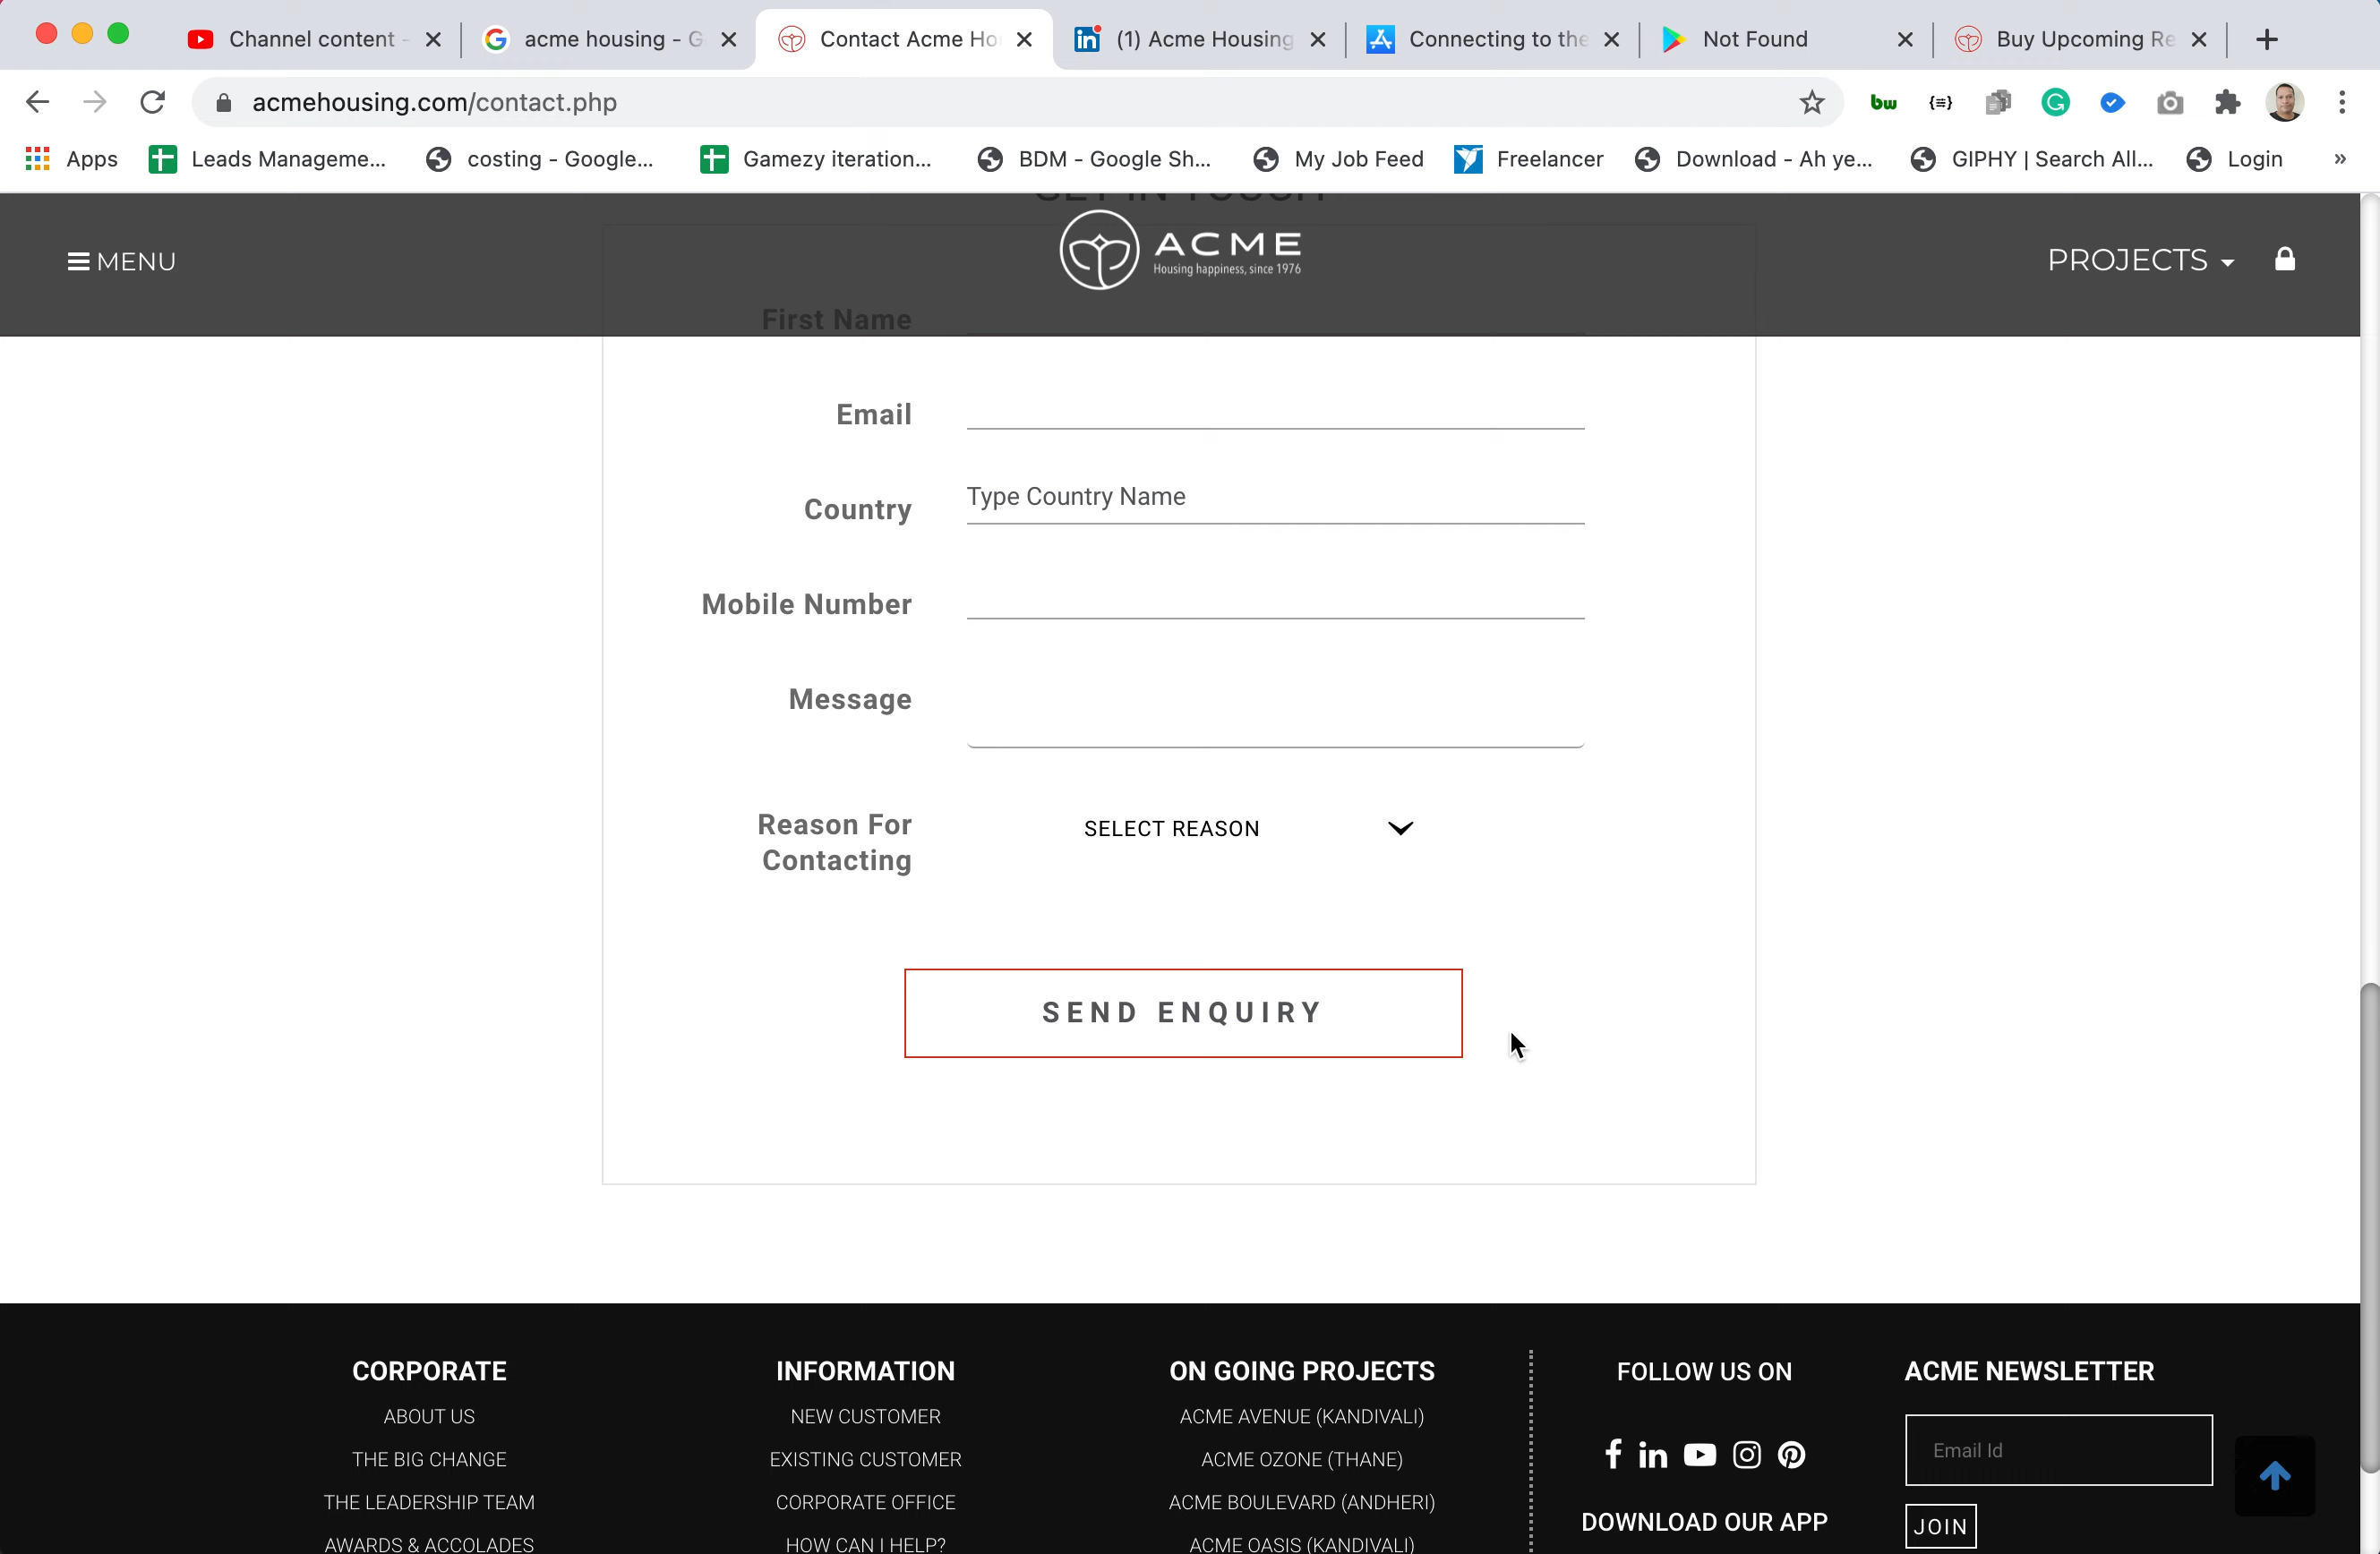 Channel content -
acme housing - G
Contact Acme Ho
(1) Acme Housing
Connecting to the
Not Found
Buy Upcoming Re
acmehousing.com/contact.php
bw
Apps
Leads Manageme...
costing - Google...
Gamezy iteration...
BDM - Google Sh...
My Job Feed
Freelancer
Download - Ah ye...
GIPHY | Search All...
Login
»
GET IN TOUCH
MENU
ACME
Housing happiness, since 1976
PROJECTS
First Name
Email
Country
Type Country Name
Mobile Number
Message
Reason For
Contacting
SELECT REASON
SEND ENQUIRY
CORPORATE
ABOUT US
THE BIG CHANGE
THE LEADERSHIP TEAM
AWARDS & ACCOLADES
INFORMATION
NEW CUSTOMER
EXISTING CUSTOMER
CORPORATE OFFICE
HOW CAN I HELP?
ON GOING PROJECTS
ACME AVENUE (KANDIVALI)
ACME OZONE (THANE)
ACME BOULEVARD (ANDHERI)
ACME OASIS (KANDIVALI)
FOLLOW US ON
DOWNLOAD OUR APP
ACME NEWSLETTER
Email Id
JOIN